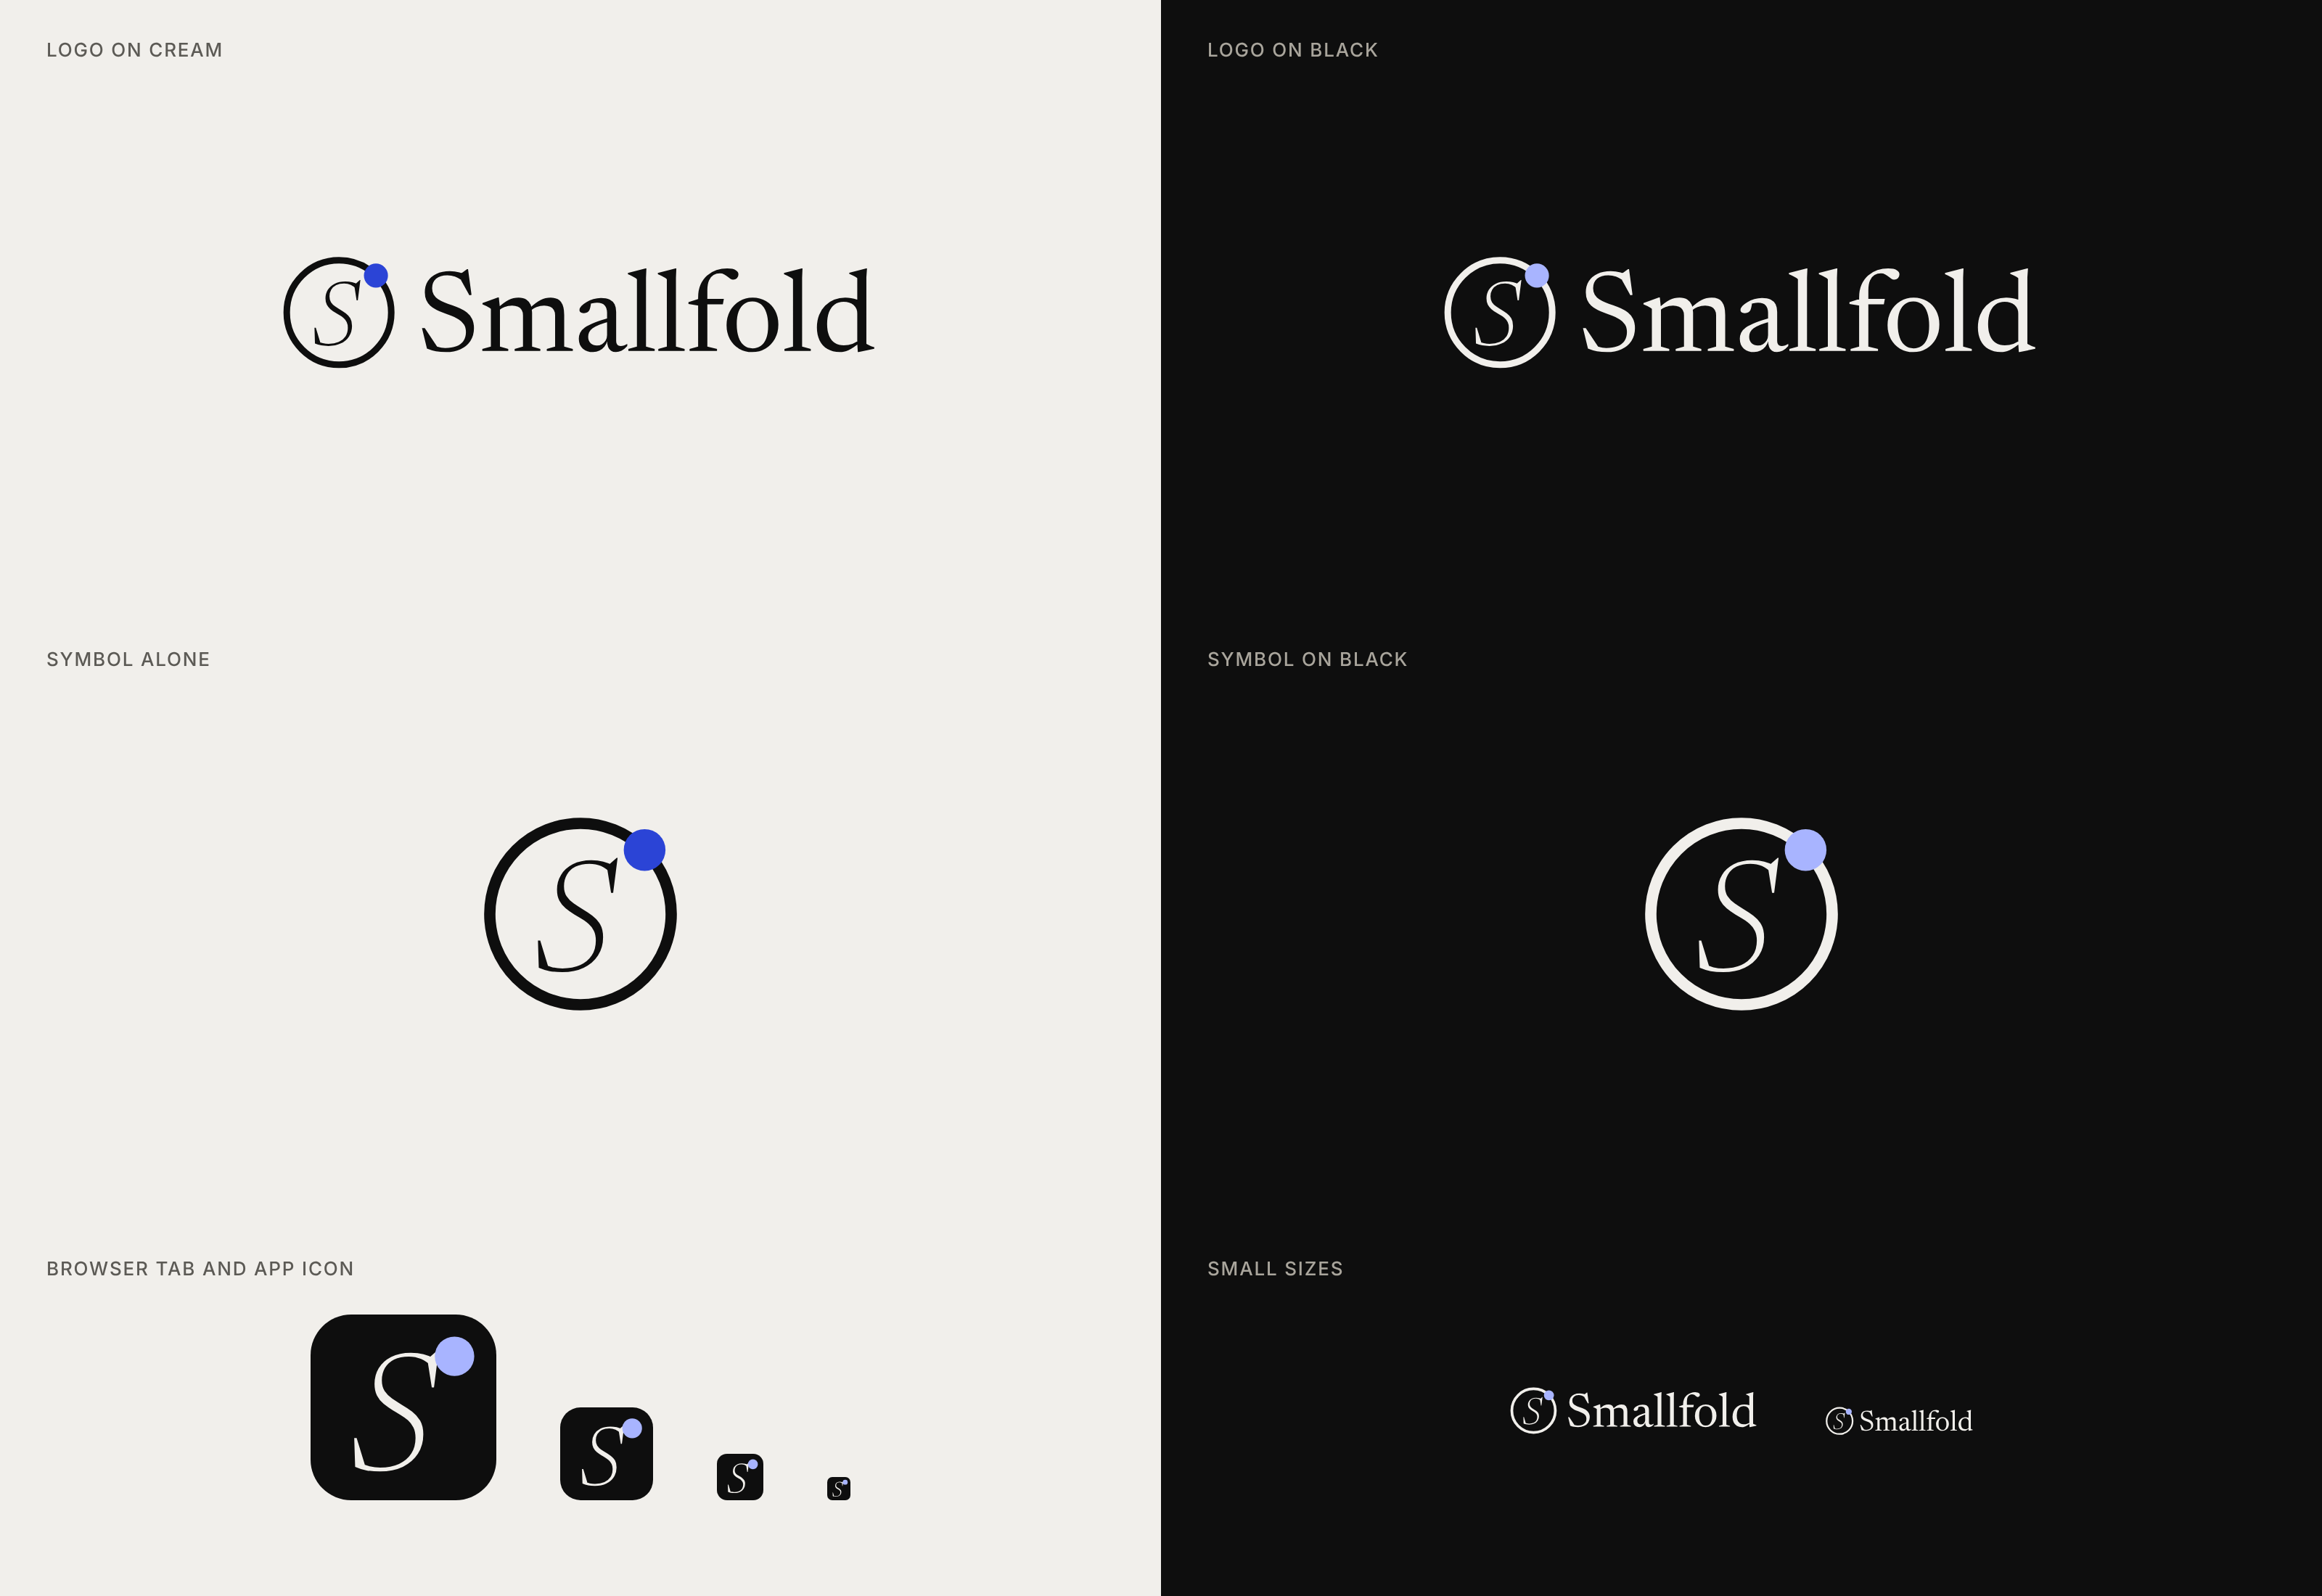 LOGO ON CREAM
S Smallfold
LOGO ON BLACK
S Smallfold
SYMBOL ALONE
S
SYMBOL ON BLACK
S
BROWSER TAB AND APP ICON
S S S S
SMALL SIZES
S Smallfold S Smallfold